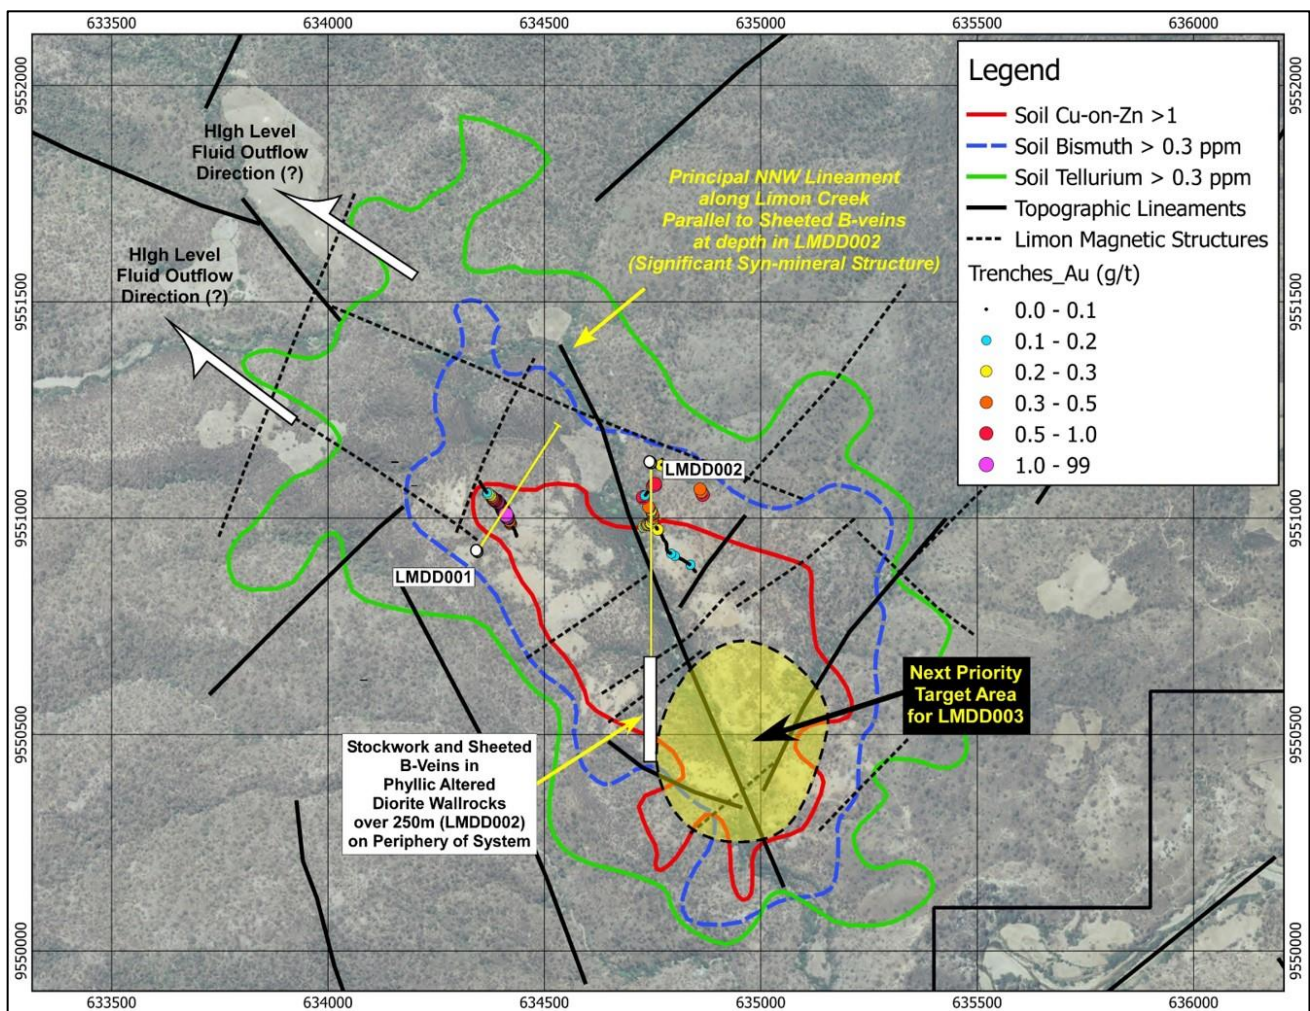 633500 634000 634500 635000 635500 636000
9552000
9551500
9551000
9550500
9550000
9552000
9551500
9551000
9550500
9550000
HIgh Level
Fluid Outflow
Direction (?)
HIgh Level
Fluid Outflow
Direction (?)
Principal NNW Lineament
along Limon Creek
Parallel to Sheeted B-veins
at depth in LMDD002
(Significant Syn-mineral Structure)
Legend
Soil Cu-on-Zn >1
Soil Bismuth > 0.3 ppm
Soil Tellurium > 0.3 ppm
Topographic Lineaments
Limon Magnetic Structures
Trenches_Au (g/t)
0.0 - 0.1
0.1 - 0.2
0.2 - 0.3
0.3 - 0.5
0.5 - 1.0
1.0 - 99
LMDD002
LMDD001
Next Priority
Target Area
for LMDD003
Stockwork and Sheeted
B-Veins in
Phyllic Altered
Diorite Wallrocks
over 250m (LMDD002)
on Periphery of System
633500 634000 634500 635000 635500 636000